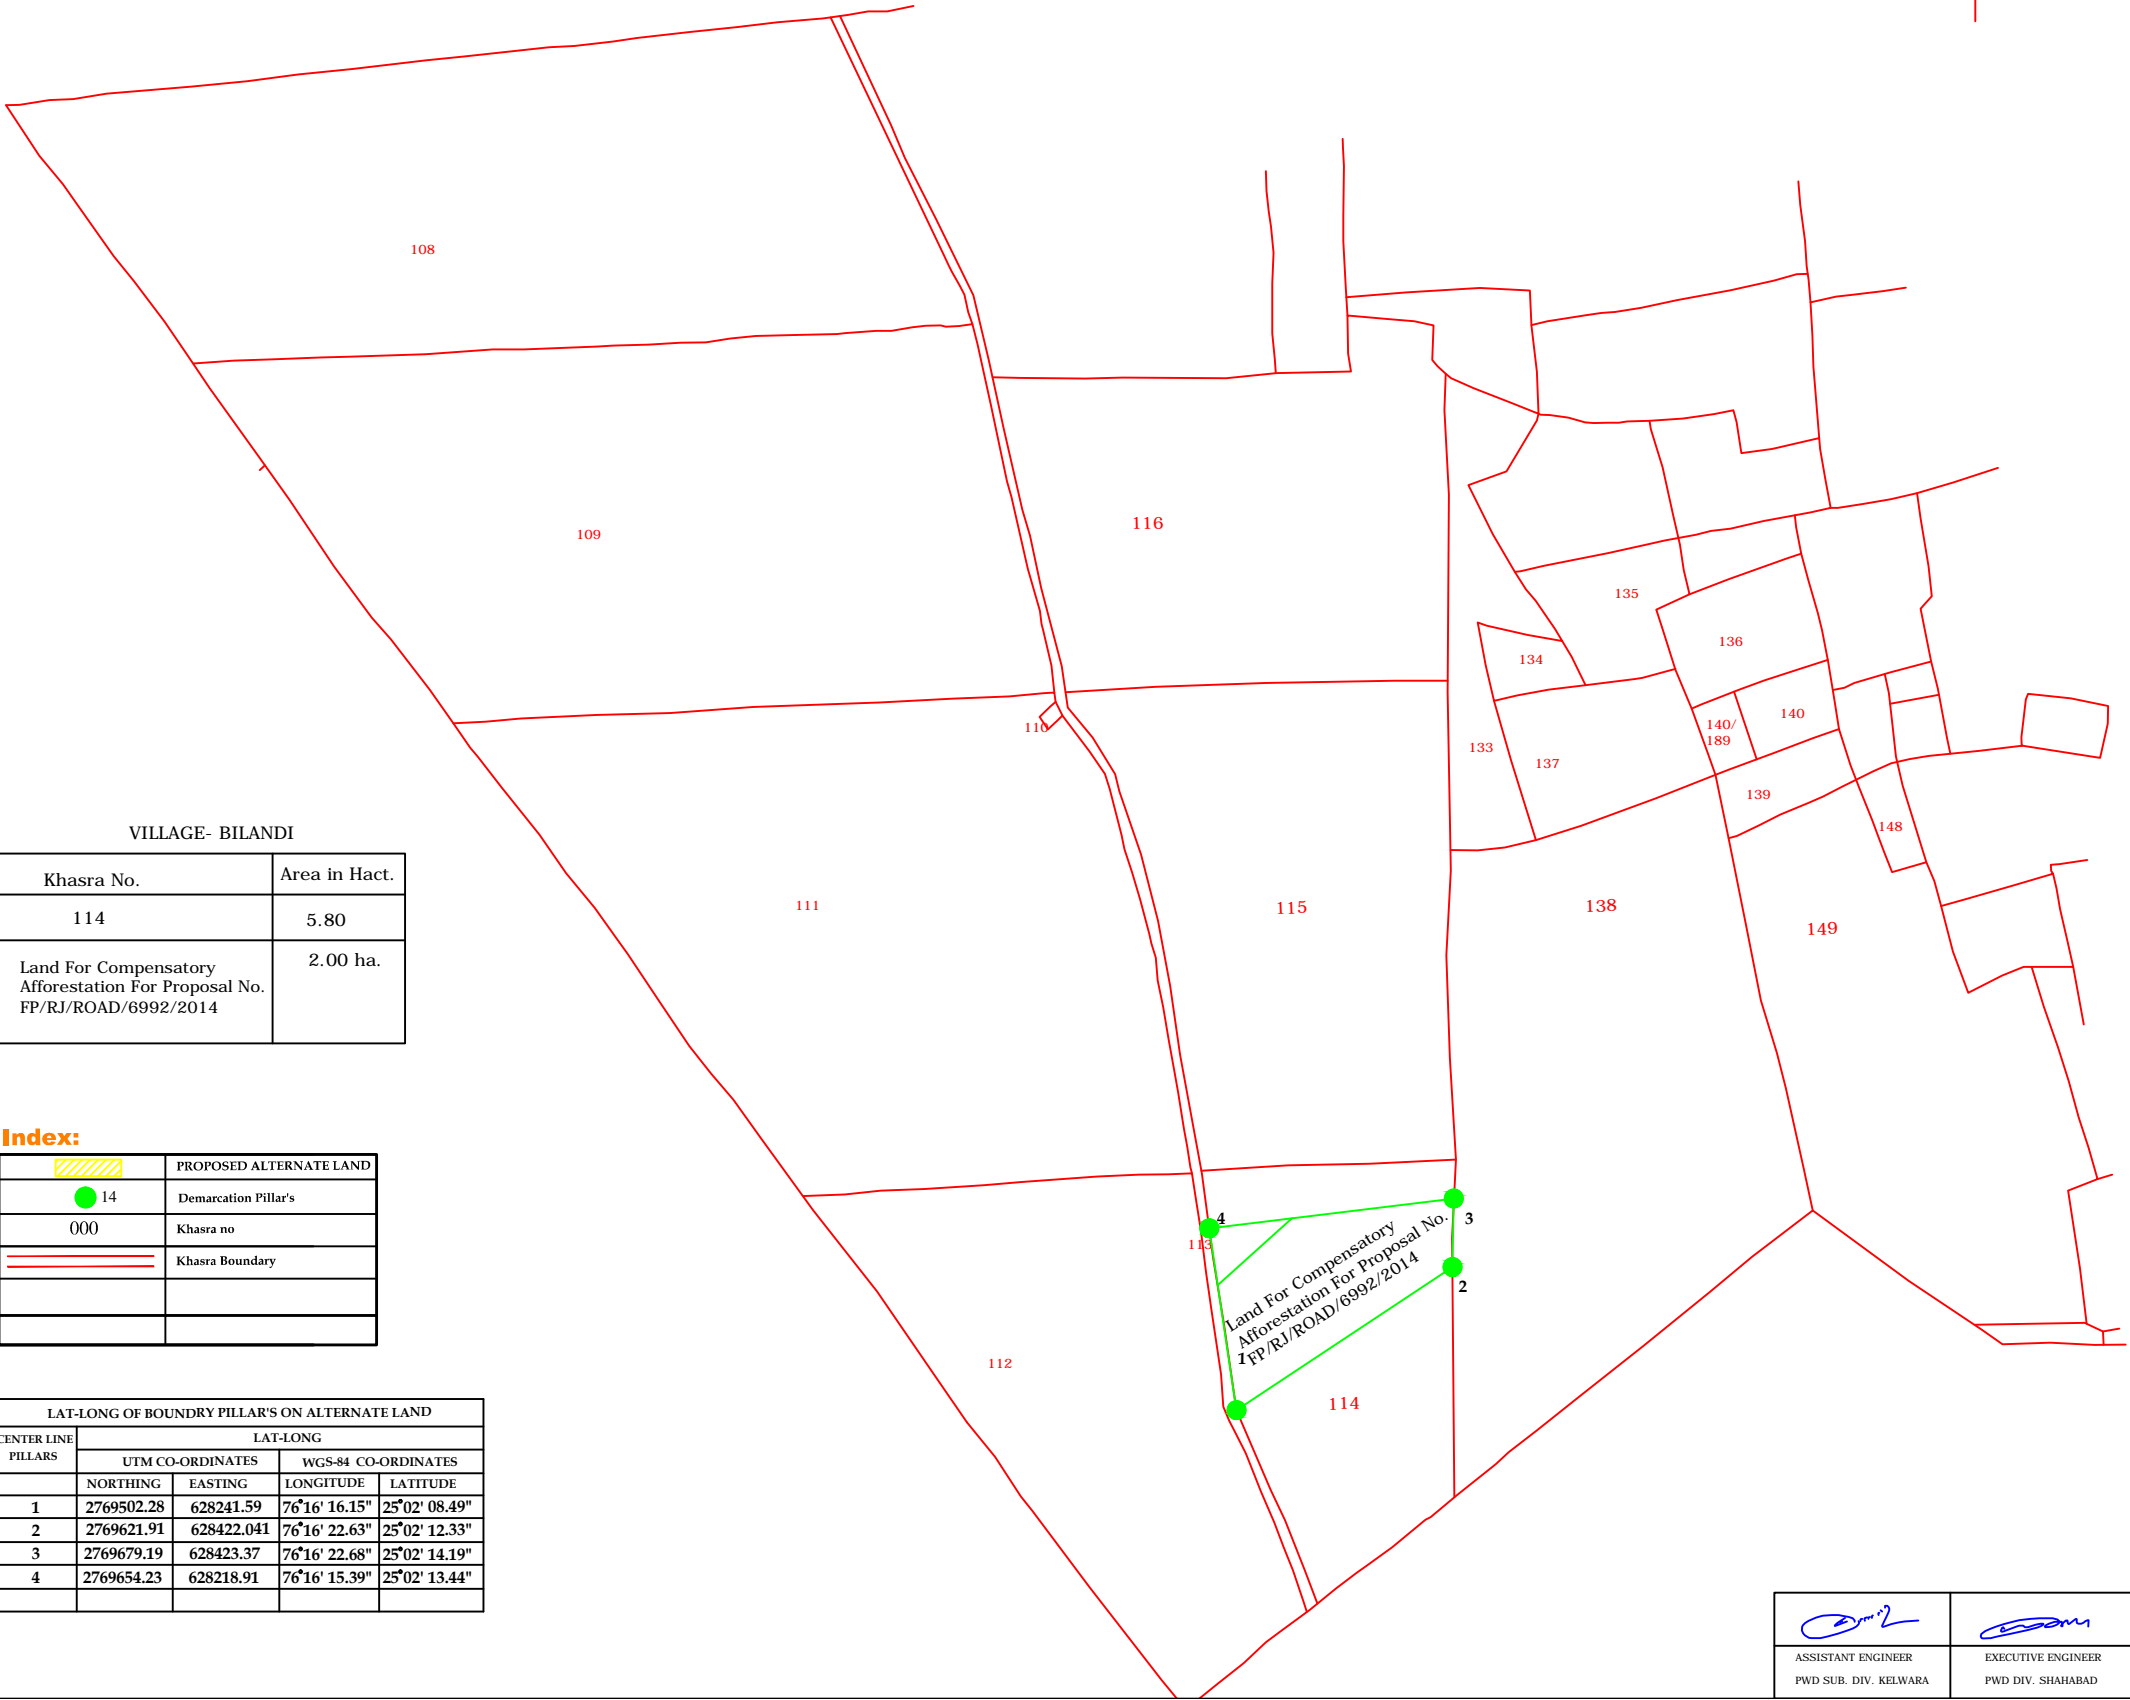 108
109
116
135
136
134
140
140/
189
110
133
137
139
148
111
115
138
149
VILLAGE- BILANDI
Khasra No.
Area in Hact.
114
5.80
Land For Compensatory
Afforestation For Proposal No.
FP/RJ/ROAD/6992/2014
2.00 ha.
Index:
PROPOSED ALTERNATE LAND
14
Demarcation Pillar's
000
Khasra no
Khasra Boundary
4
3
113
2
Land For Compensatory
Afforestation For Proposal No.
FP/RJ/ROAD/6992/2014
1
112
114
LAT-LONG OF BOUNDRY PILLAR'S ON ALTERNATE LAND
CENTER LINE
PILLARS
LAT-LONG
UTM CO-ORDINATES
WGS-84 CO-ORDINATES
NORTHING EASTING LONGITUDE LATITUDE
1 2769502.28 628241.59 76°16' 16.15" 25°02' 08.49"
2 2769621.91 628422.041 76°16' 22.63" 25°02' 12.33"
3 2769679.19 628423.37 76°16' 22.68" 25°02' 14.19"
4 2769654.23 628218.91 76°16' 15.39" 25°02' 13.44"
ASSISTANT ENGINEER
PWD SUB. DIV. KELWARA
EXECUTIVE ENGINEER
PWD DIV. SHAHABAD